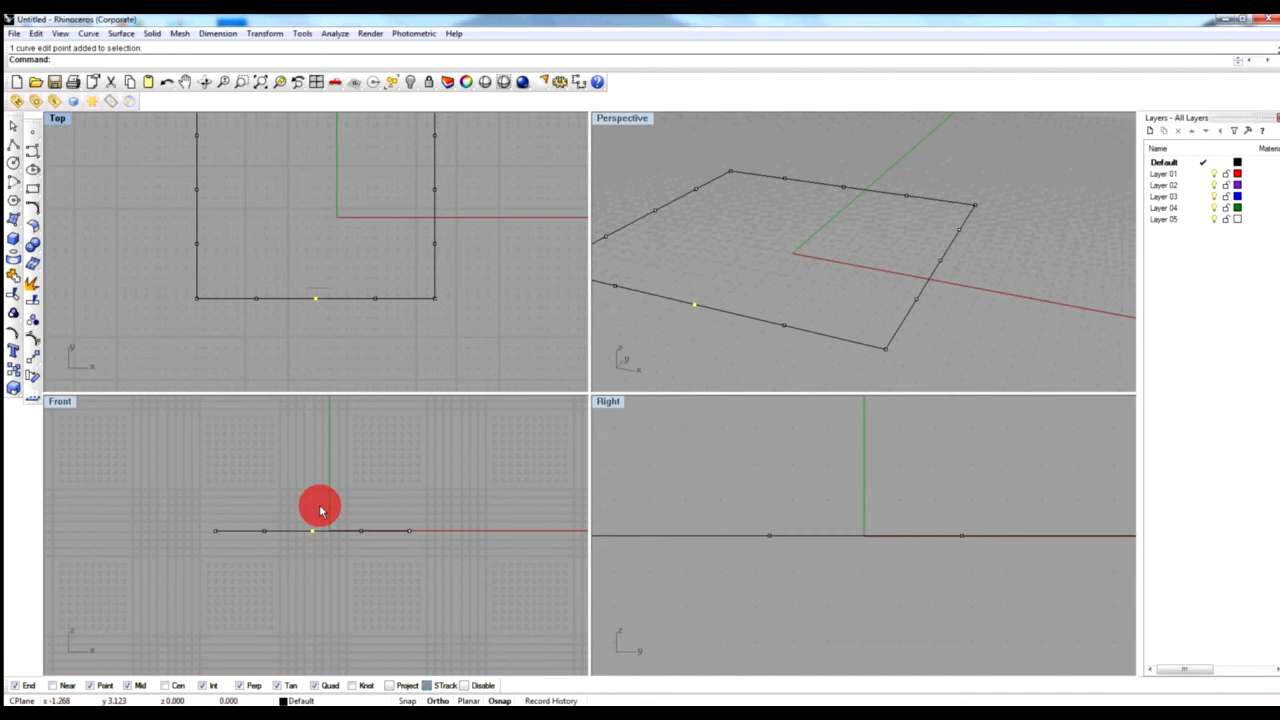 Untitled - Rhinoceros (Corporate)
File Edit View Curve Surface Solid Mesh Dimension Transform Tools Analyze Render Photometric Help
1 curve edit point added to selection.
Command:
Top
Perspective
Layers - All Layers
Name Materi
Default
Layer 01
Layer 02
Layer 03
Layer 04
Layer 05
y
x
z
y
x
Front
Right
z
x
z
y
End Near Point Mid Cen Int Perp Tan Quad Knot Project STrack Disable
CPlane x -1.268 y 3.123 z 0.000 0.000 Default Snap Ortho Planar Osnap Record History